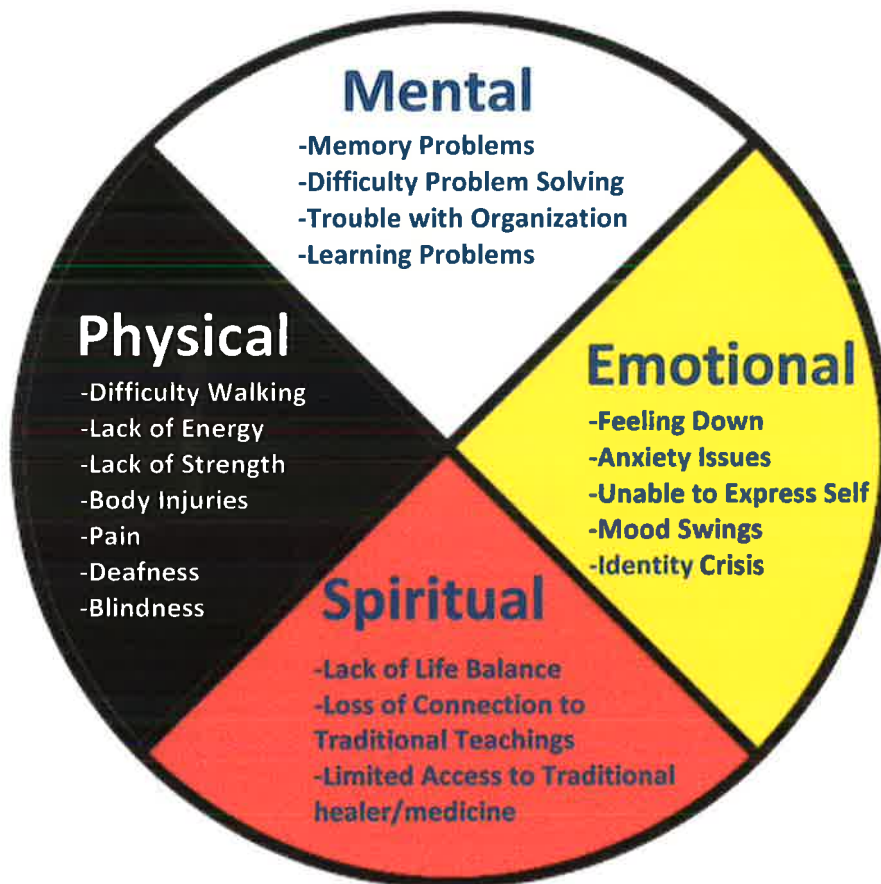 Mental
-Memory Problems
-Difficulty Problem Solving
-Trouble with Organization
-Learning Problems
Physical
-Difficulty Walking
-Lack of Energy
-Lack of Strength
-Body Injuries
-Pain
-Deafness
-Blindness
Emotional
-Feeling Down
-Anxiety Issues
-Unable to Express Self
-Mood Swings
-Identity Crisis
Spiritual
-Lack of Life Balance
-Loss of Connection to
Traditional Teachings
-Limited Access to Traditional
healer/medicine